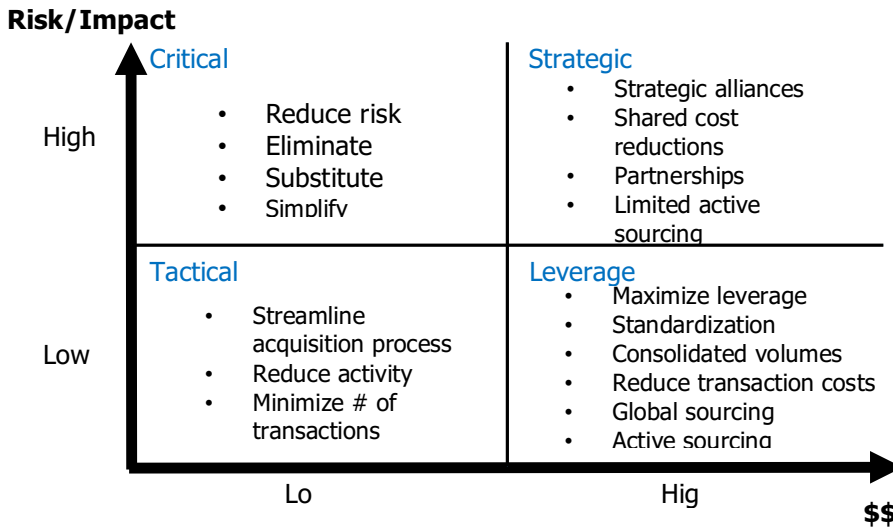 Risk/Impact
Critical
• Reduce risk
• Eliminate
• Substitute
• Simplify
Strategic
• Strategic alliances
• Shared cost
reductions
• Partnerships
• Limited active
sourcing
High
Tactical
• Streamline
acquisition process
• Reduce activity
• Minimize # of
transactions
Leverage
• Maximize leverage
• Standardization
• Consolidated volumes
• Reduce transaction costs
• Global sourcing
• Active sourcing
Low
Lo
Hig
$$